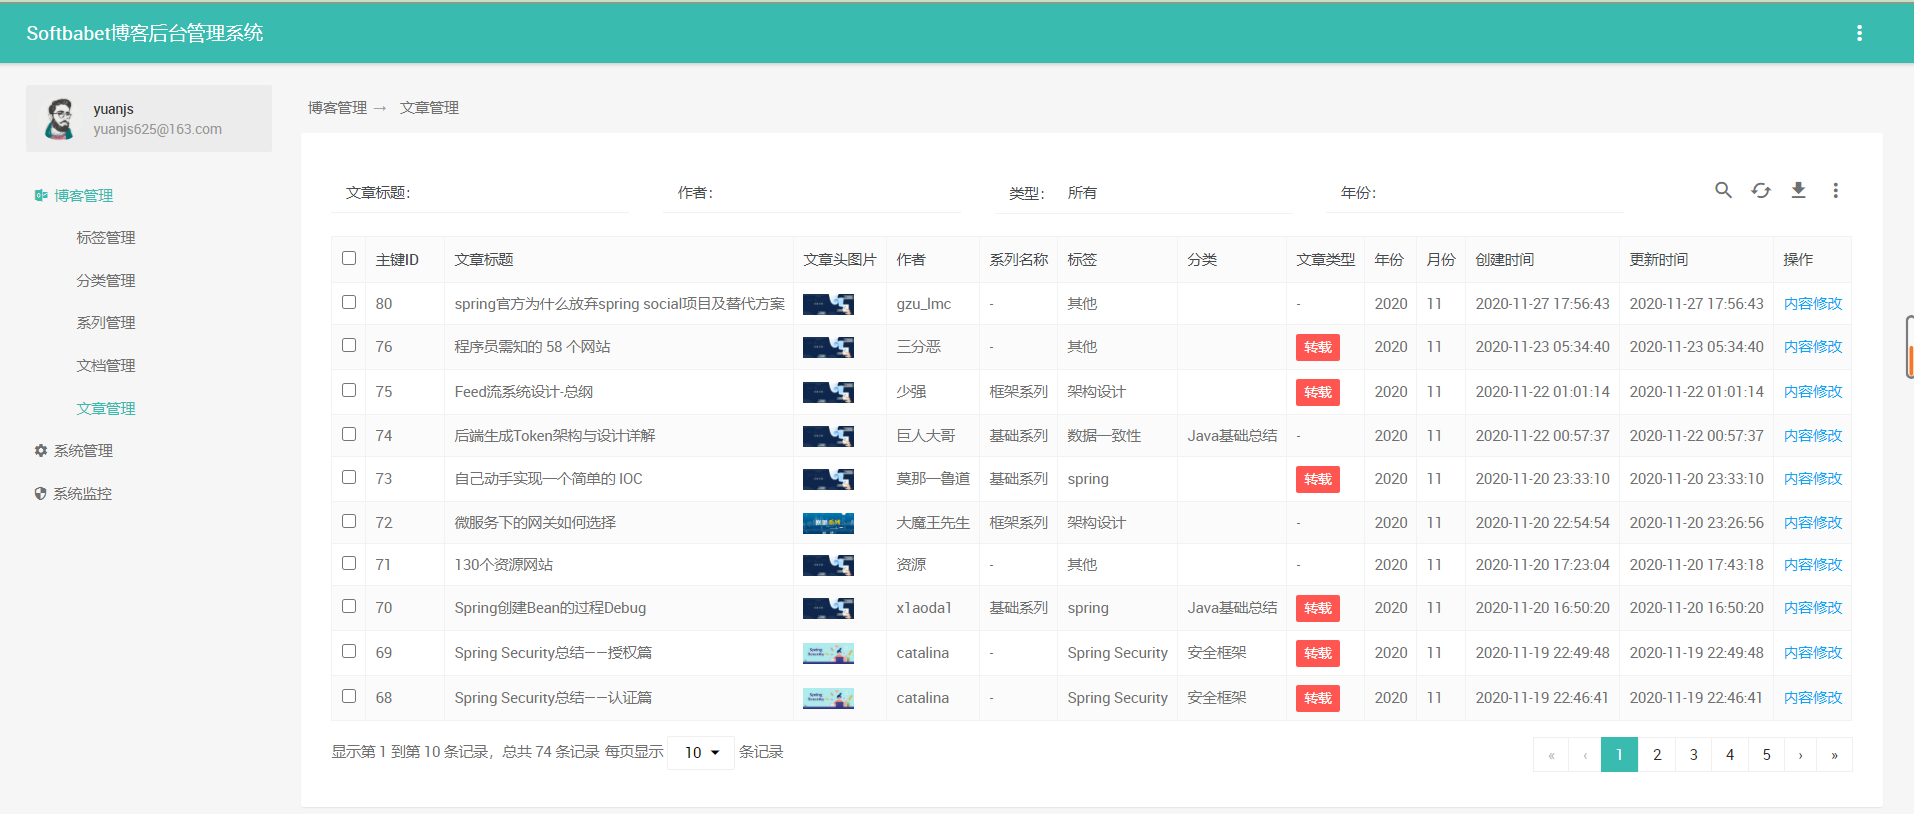 Softbabet博客后台管理系统
yuanjs
yuanjs625@163.com
博客管理
标签管理
分类管理
系列管理
文档管理
文章管理
系统管理
系统监控
博客管理 → 文章管理
文章标题: 作者: 类型: 所有 年份:
主键ID 文章标题 文章头图片 作者 系列名称 标签 分类 文章类型 年份 月份 创建时间 更新时间 操作
80 spring官方为什么放弃spring social项目及替代方案 gzu_lmc - 其他 - 2020 11 2020-11-27 17:56:43 2020-11-27 17:56:43 内容修改
76 程序员需知的 58 个网站 三分恶 - 其他 转载 2020 11 2020-11-23 05:34:40 2020-11-23 05:34:40 内容修改
75 Feed流系统设计-总纲 少强 框架系列 架构设计 转载 2020 11 2020-11-22 01:01:14 2020-11-22 01:01:14 内容修改
74 后端生成Token架构与设计详解 巨人大哥 基础系列 数据一致性 Java基础总结 - 2020 11 2020-11-22 00:57:37 2020-11-22 00:57:37 内容修改
73 自己动手实现一个简单的 IOC 莫那一鲁道 基础系列 spring 转载 2020 11 2020-11-20 23:33:10 2020-11-20 23:33:10 内容修改
72 微服务下的网关如何选择 大魔王先生 框架系列 架构设计 - 2020 11 2020-11-20 22:54:54 2020-11-20 23:26:56 内容修改
71 130个资源网站 资源 - 其他 - 2020 11 2020-11-20 17:23:04 2020-11-20 17:43:18 内容修改
70 Spring创建Bean的过程Debug x1aoda1 基础系列 spring Java基础总结 转载 2020 11 2020-11-20 16:50:20 2020-11-20 16:50:20 内容修改
69 Spring Security总结——授权篇 Spring Security catalina - Spring Security 安全框架 转载 2020 11 2020-11-19 22:49:48 2020-11-19 22:49:48 内容修改
68 Spring Security总结——认证篇 Spring Security catalina - Spring Security 安全框架 转载 2020 11 2020-11-19 22:46:41 2020-11-19 22:46:41 内容修改
显示第 1 到第 10 条记录，总共 74 条记录 每页显示 10 条记录 « ‹ 1 2 3 4 5 › »